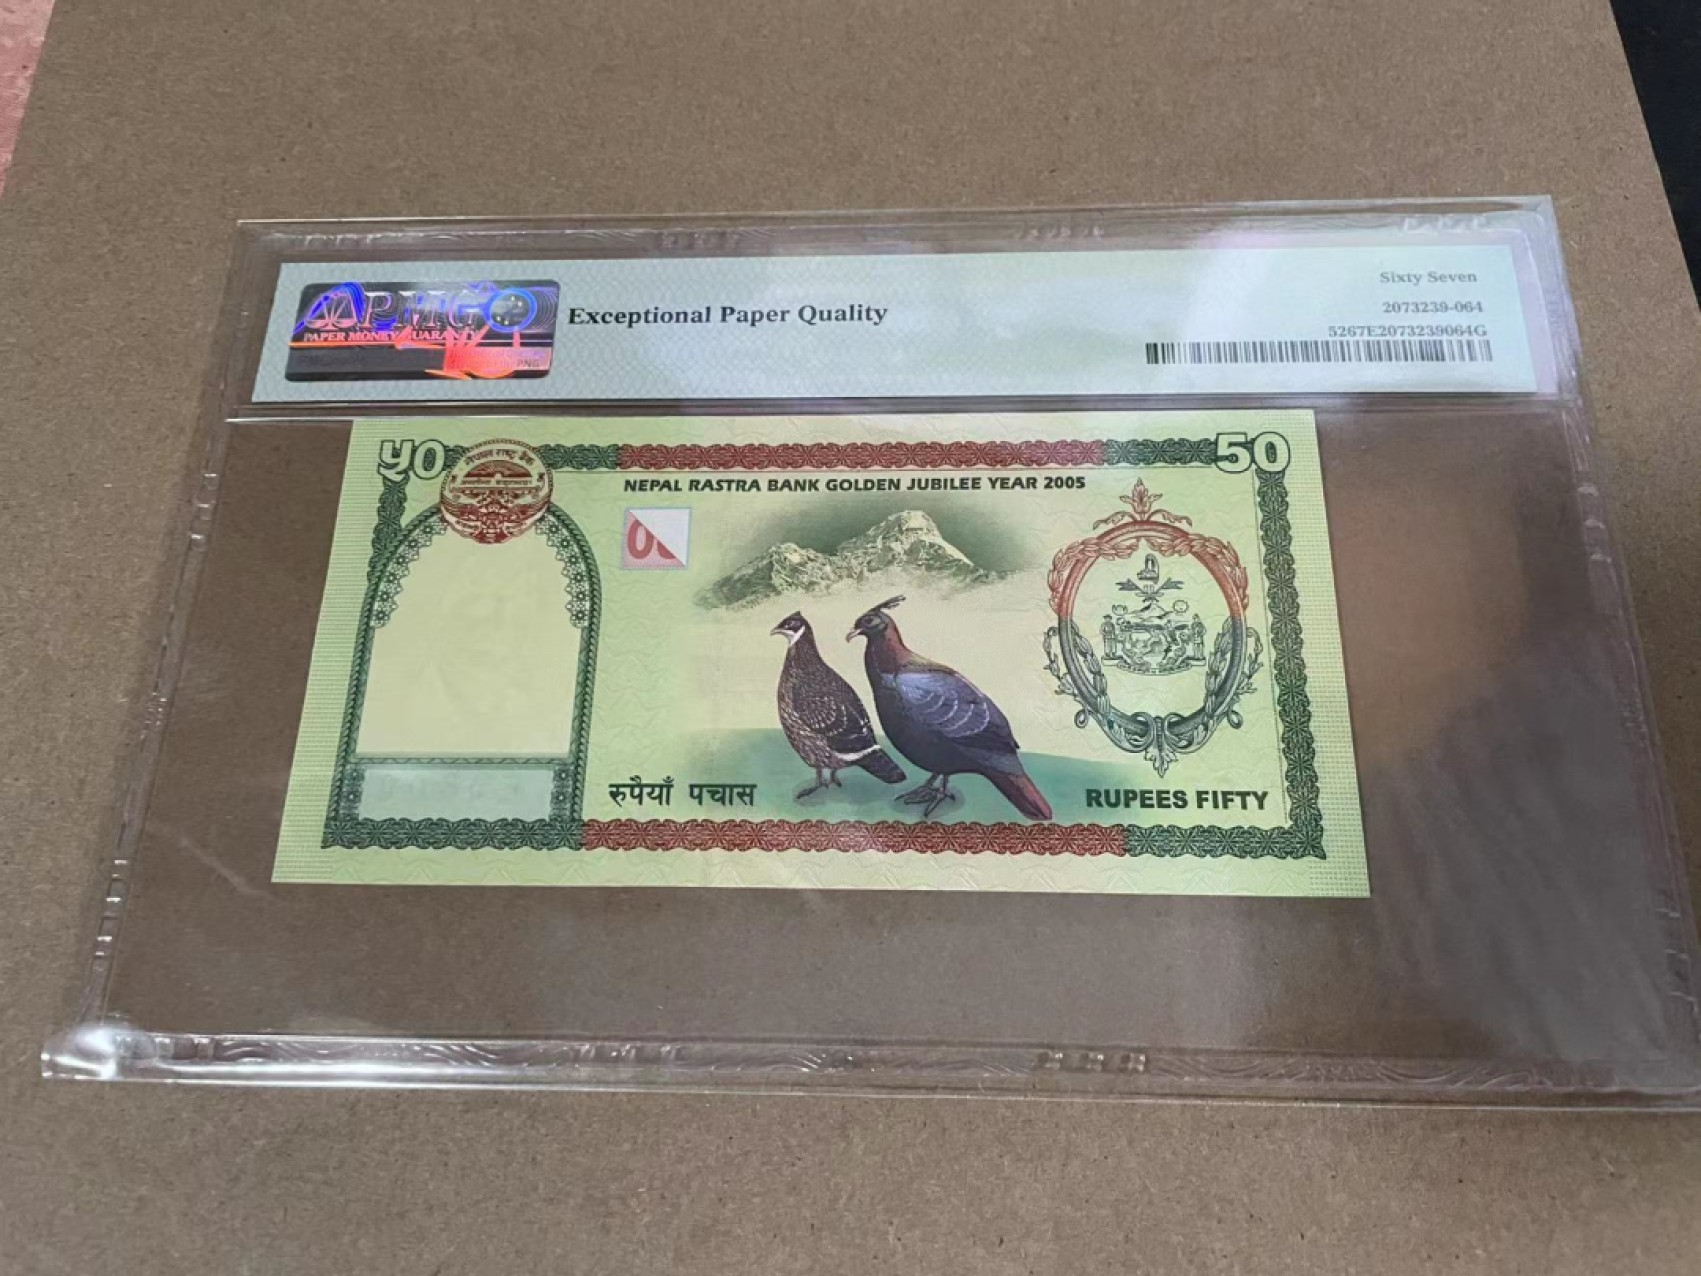 PMG
PAPER MONEY GUARANTY
Exceptional Paper Quality
Sixty Seven
2073239-064
5267E2073239064G
५०
50
नेपाल राष्ट्र बैंक
NEPAL RASTRA BANK GOLDEN JUBILEE YEAR 2005
रुपैयाँ पचास
RUPEES FIFTY